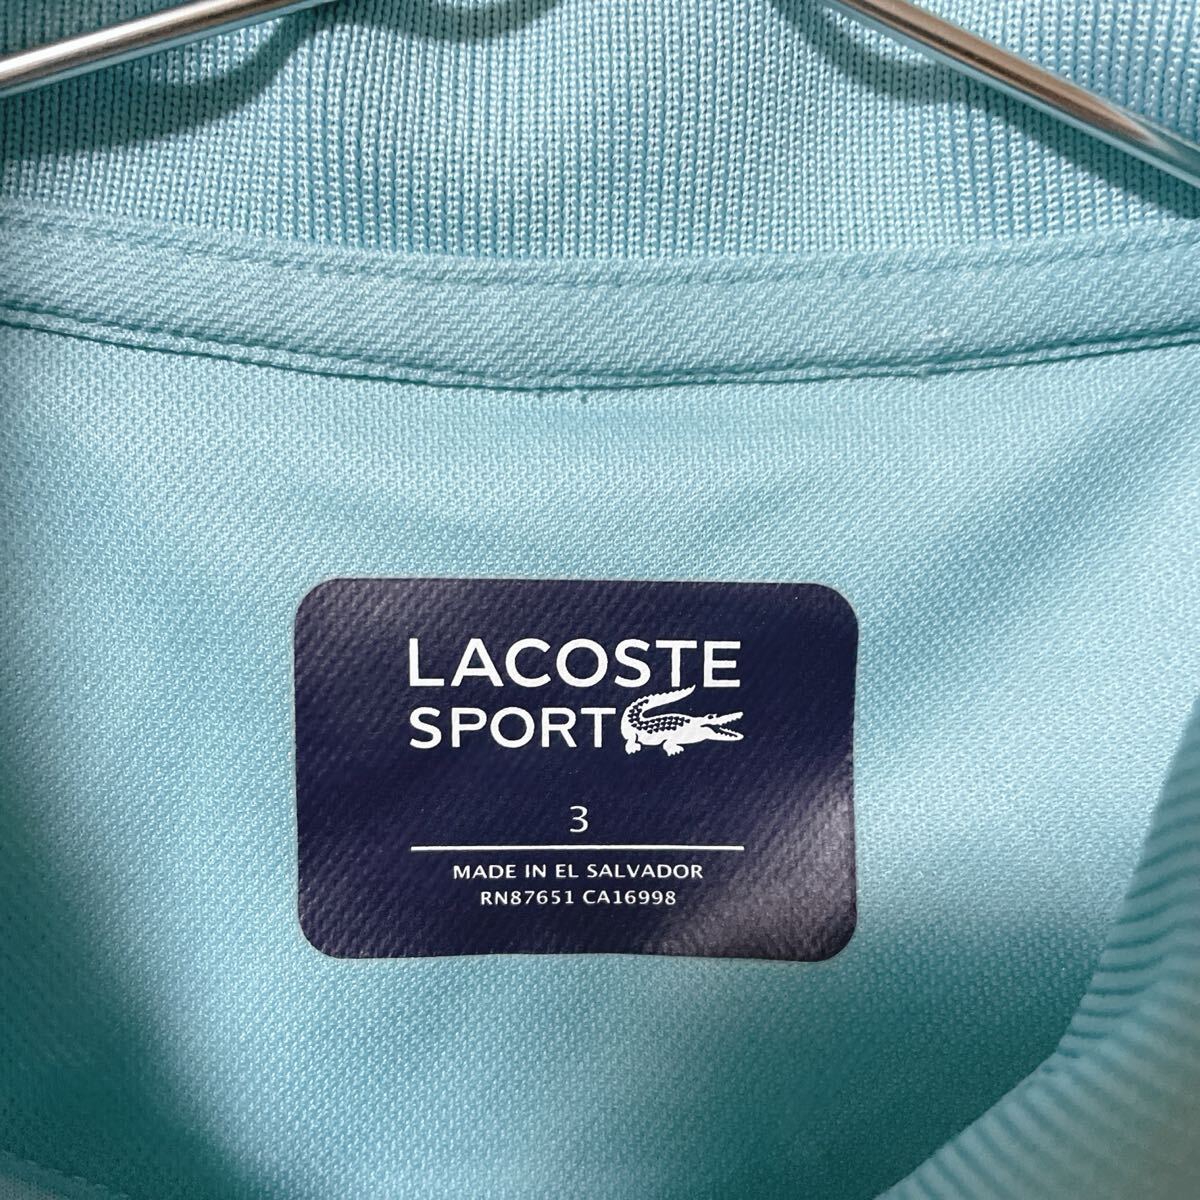 LACOSTE
SPORT
3
MADE IN EL SALVADOR
RN87651 CA16998